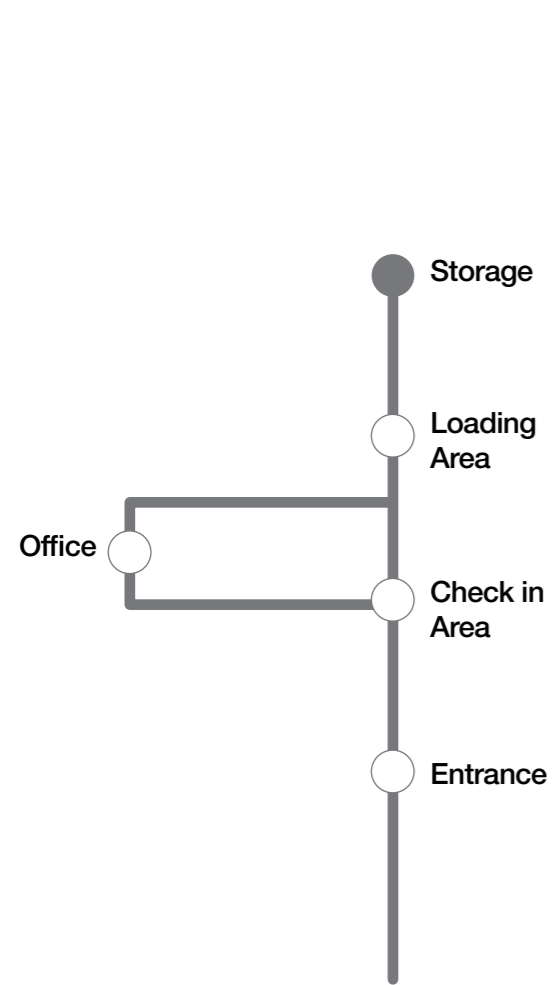 Storage
Loading
Area
Office
Check in
Area
Entrance